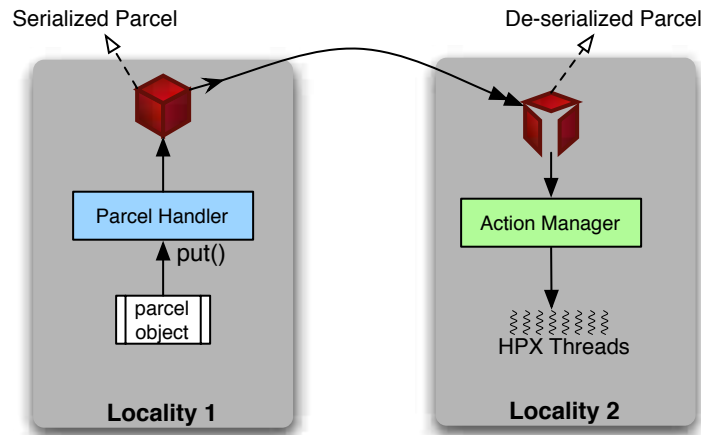 Serialized Parcel
De-serialized Parcel
Parcel Handler
put()
parcel
object
Locality 1
Action Manager
HPX Threads
Locality 2